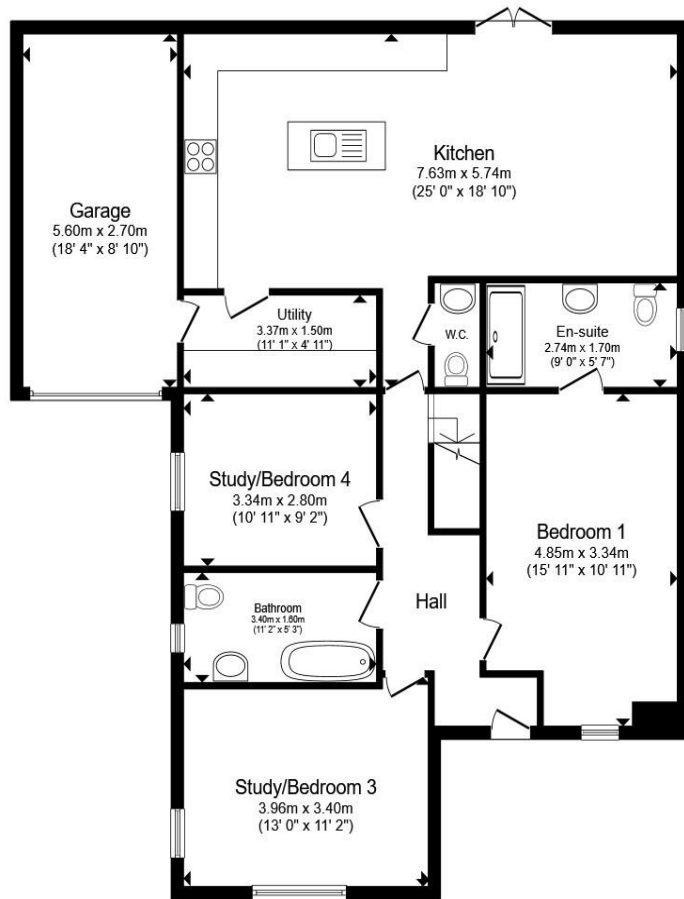 Kitchen
7.63m x 5.74m
(25' 0" x 18' 10")
Garage
5.60m x 2.70m
(18' 4" x 8' 10")
Utility
3.37m x 1.50m
(11' 1" x 4' 11")
W.C.
En-suite
2.74m x 1.70m
(9' 0" x 5' 7")
Study/Bedroom 4
3.34m x 2.80m
(10' 11" x 9' 2")
Bedroom 1
4.85m x 3.34m
(15' 11" x 10' 11")
Hall
Bathroom
3.40m x 1.60m
(11' 2" x 5' 3")
Study/Bedroom 3
3.96m x 3.40m
(13' 0" x 11' 2")